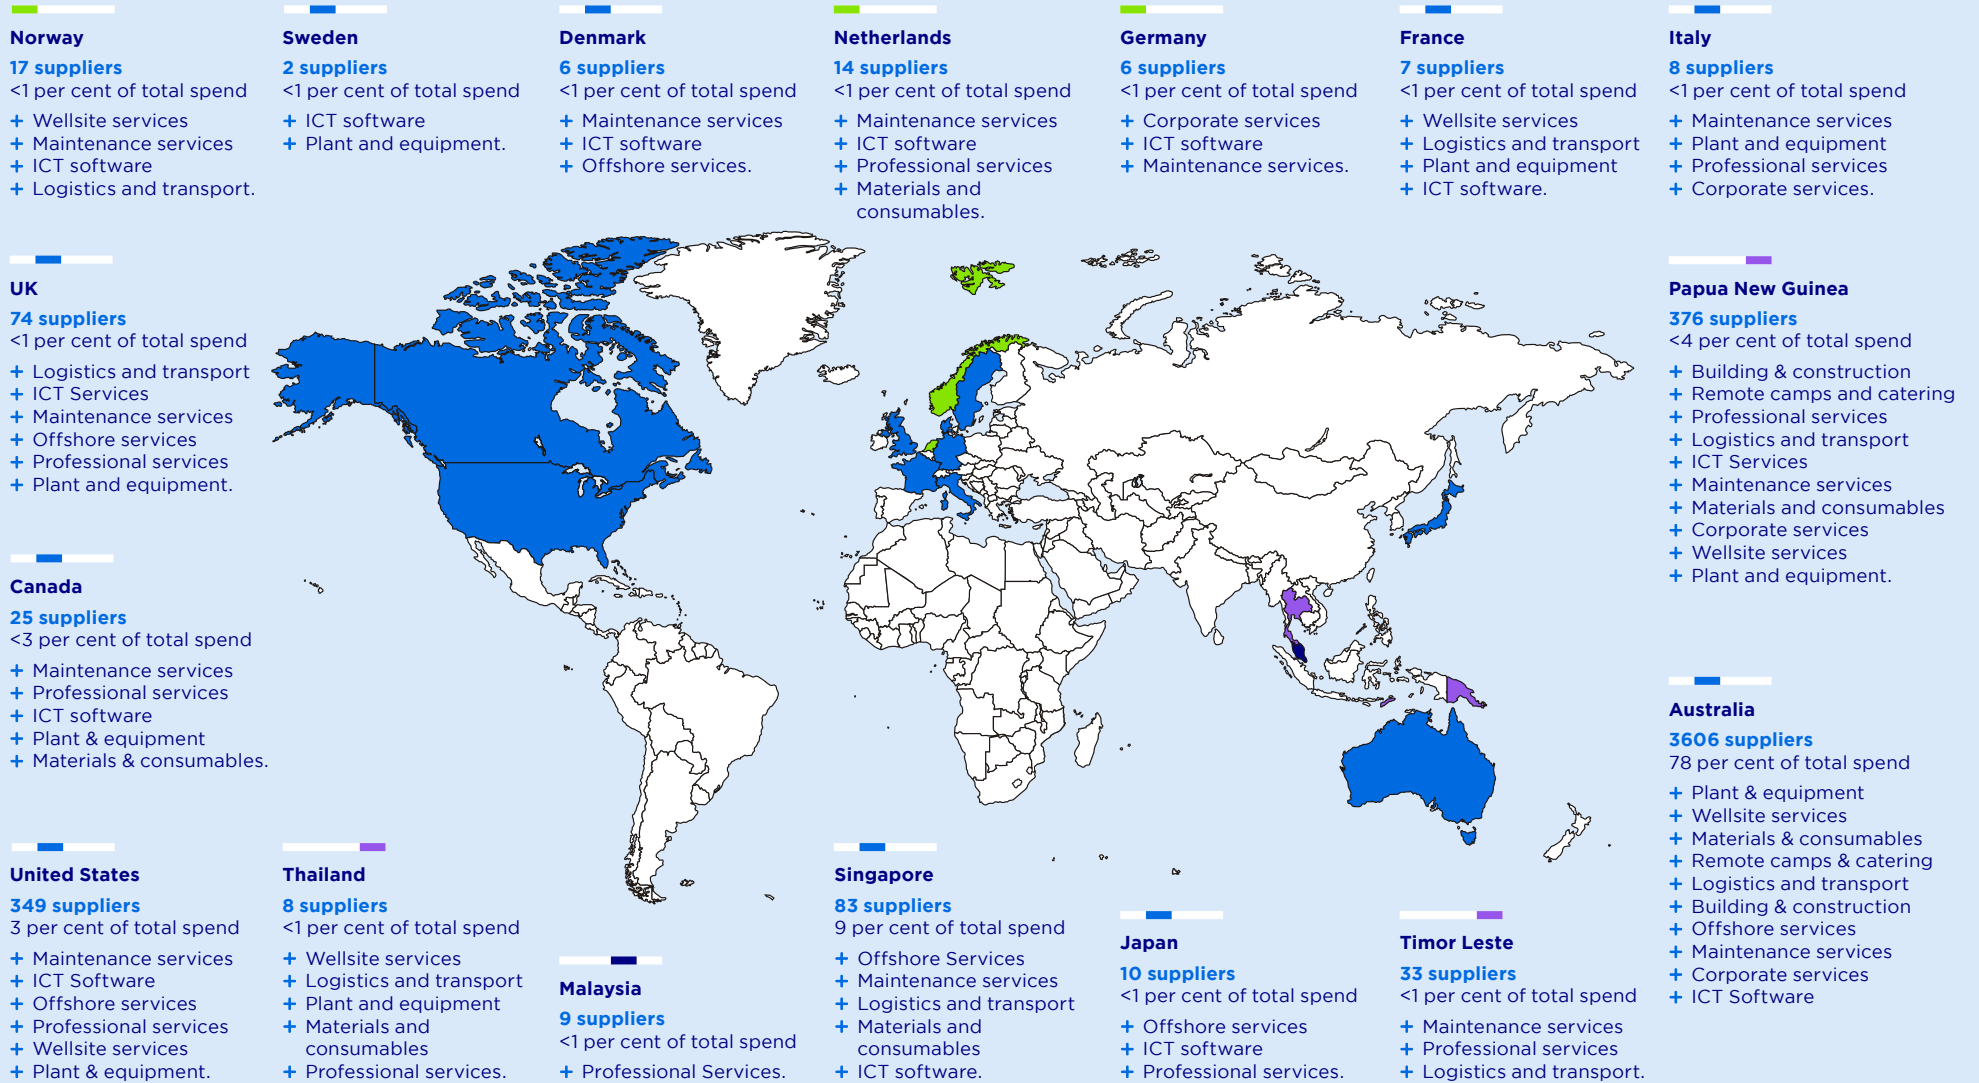 Norway
17 suppliers
<1 per cent of total spend
+ Wellsite services
+ Maintenance services
+ ICT software
+ Logistics and transport.
Sweden
2 suppliers
<1 per cent of total spend
+ ICT software
+ Plant and equipment.
Denmark
6 suppliers
<1 per cent of total spend
+ Maintenance services
+ ICT software
+ Offshore services.
Netherlands
14 suppliers
<1 per cent of total spend
+ Maintenance services
+ ICT software
+ Professional services
+ Materials and
consumables.
Germany
6 suppliers
<1 per cent of total spend
+ Corporate services
+ ICT software
+ Maintenance services.
France
7 suppliers
<1 per cent of total spend
+ Wellsite services
+ Logistics and transport
+ Plant and equipment
+ ICT software.
Italy
8 suppliers
<1 per cent of total spend
+ Maintenance services
+ Plant and equipment
+ Professional services
+ Corporate services.
UK
74 suppliers
<1 per cent of total spend
+ Logistics and transport
+ ICT Services
+ Maintenance services
+ Offshore services
+ Professional services
+ Plant and equipment.
Papua New Guinea
376 suppliers
<4 per cent of total spend
+ Building & construction
+ Remote camps and catering
+ Professional services
+ Logistics and transport
+ ICT Services
+ Maintenance services
+ Materials and consumables
+ Corporate services
+ Wellsite services
+ Plant and equipment.
Canada
25 suppliers
<3 per cent of total spend
+ Maintenance services
+ Professional services
+ ICT software
+ Plant & equipment
+ Materials & consumables.
Australia
3606 suppliers
78 per cent of total spend
+ Plant & equipment
+ Wellsite services
+ Materials & consumables
+ Remote camps & catering
+ Logistics and transport
+ Building & construction
+ Offshore services
+ Maintenance services
+ Corporate services
+ ICT Software
United States
349 suppliers
3 per cent of total spend
+ Maintenance services
+ ICT Software
+ Offshore services
+ Professional services
+ Wellsite services
+ Plant & equipment.
Thailand
8 suppliers
<1 per cent of total spend
+ Wellsite services
+ Logistics and transport
+ Plant and equipment
+ Materials and
consumables
+ Professional services.
Malaysia
9 suppliers
<1 per cent of total spend
+ Professional Services.
Singapore
83 suppliers
9 per cent of total spend
+ Offshore Services
+ Maintenance services
+ Logistics and transport
+ Materials and
consumables
+ ICT software.
Japan
10 suppliers
<1 per cent of total spend
+ Offshore services
+ ICT software
+ Professional services.
Timor Leste
33 suppliers
<1 per cent of total spend
+ Maintenance services
+ Professional services
+ Logistics and transport.